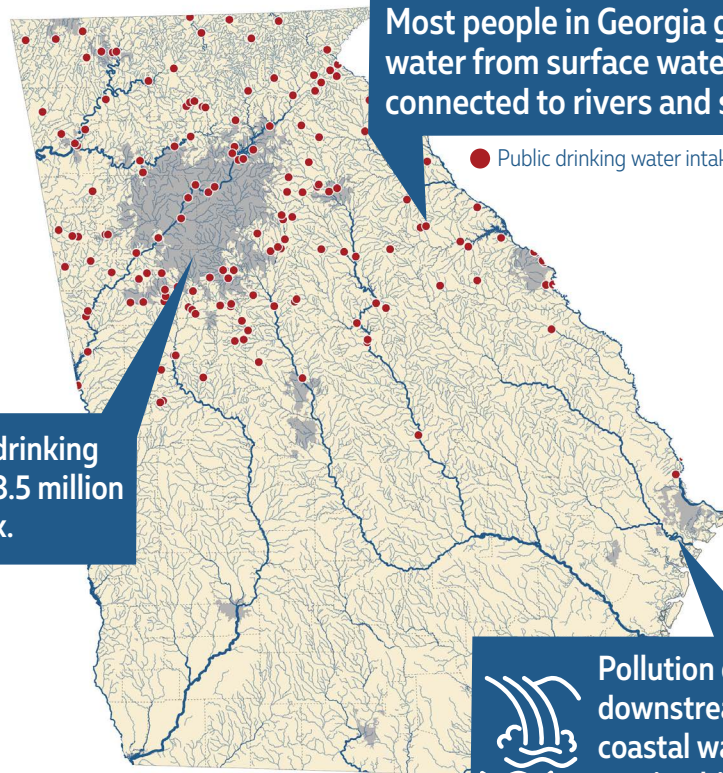 Most people in Georgia g
water from surface wate
connected to rivers and s
Public drinking water intak
drinking
3.5 million
x.
Pollution
downstrea
coastal wa